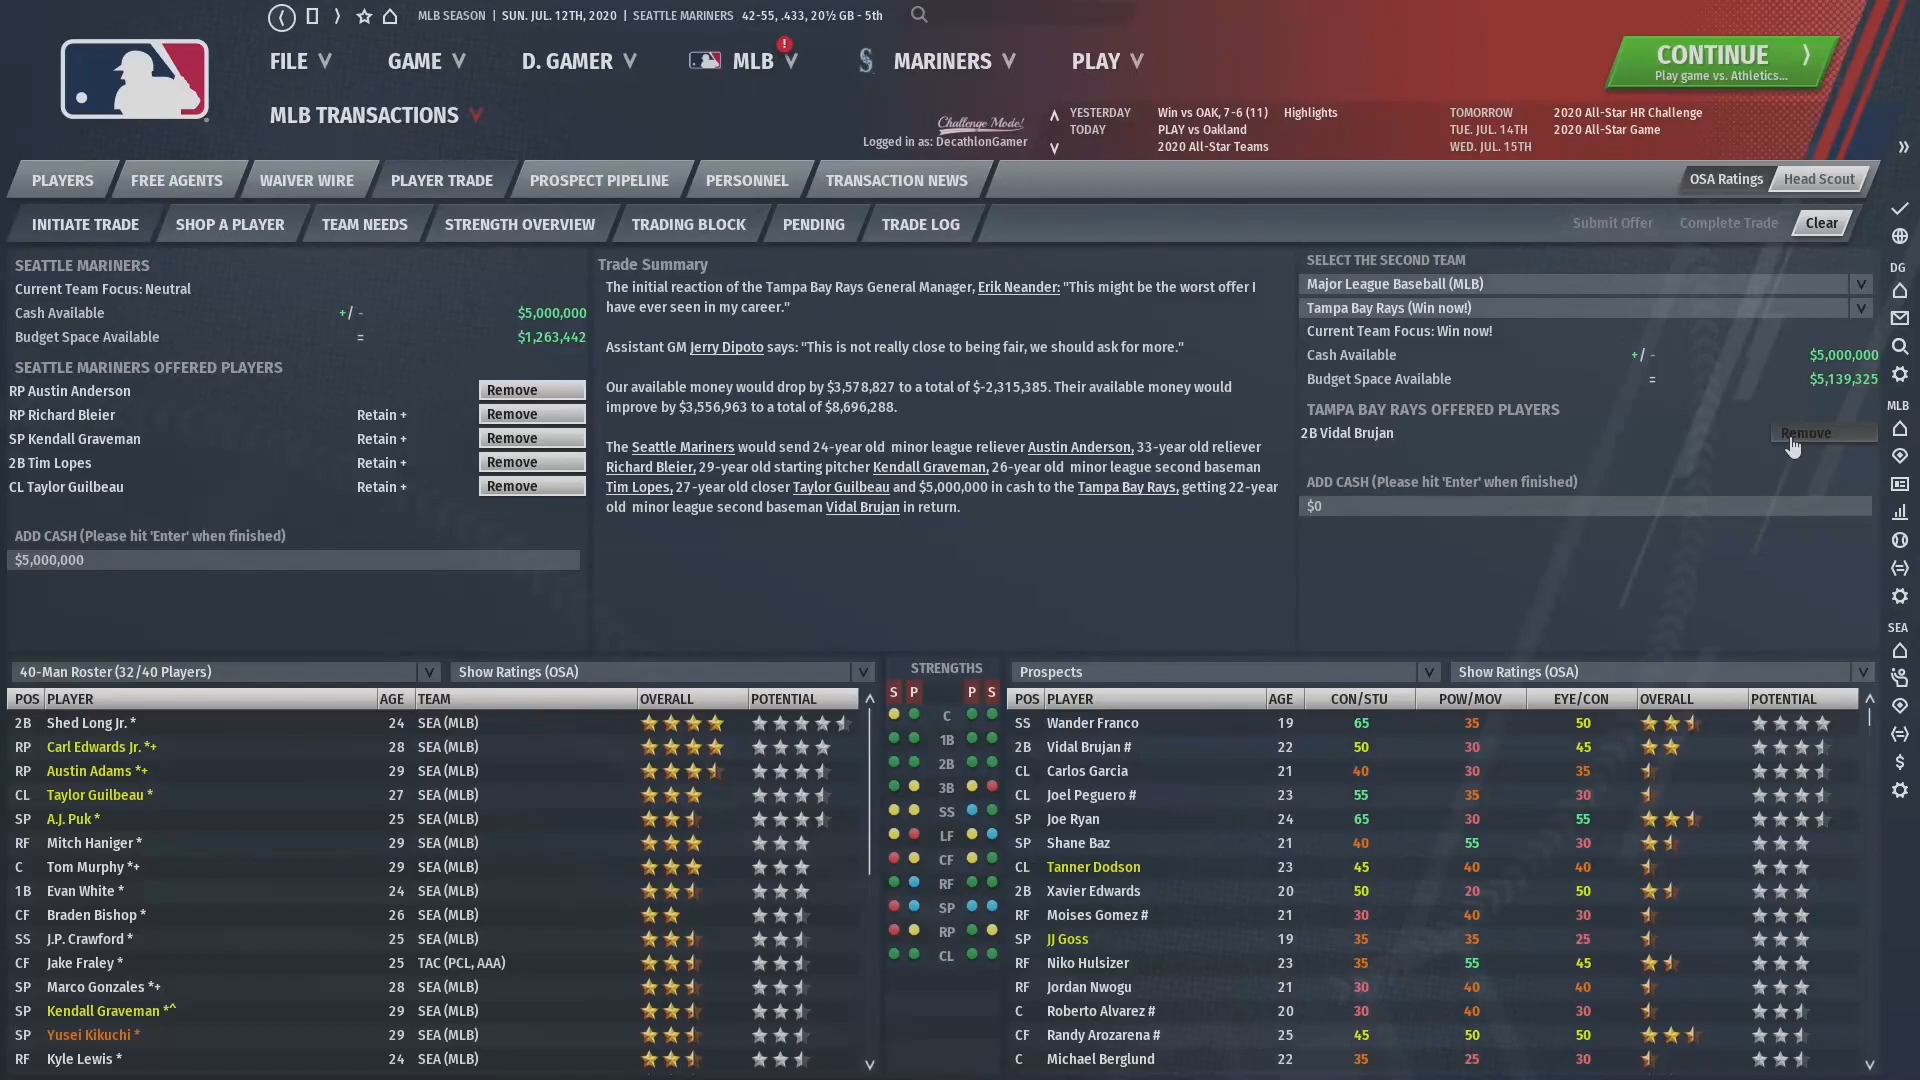 MLB SEASON | SUN. JUL. 12TH, 2020 | SEATTLE MARINERS 42-55, .433, 20½ GB - 5th
FILE GAME D. GAMER MLB MARINERS PLAY
CONTINUE
Play game vs. Athletics...
MLB TRANSACTIONS
Challenge Mode!
Logged in as: DecathlonGamer
YESTERDAY Win vs OAK, 7-6 (11) Highlights
TODAY PLAY vs Oakland
2020 All-Star Teams
TOMORROW 2020 All-Star HR Challenge
TUE. JUL. 14TH 2020 All-Star Game
WED. JUL. 15TH
PLAYERS FREE AGENTS WAIVER WIRE PLAYER TRADE PROSPECT PIPELINE PERSONNEL TRANSACTION NEWS OSA Ratings Head Scout
INITIATE TRADE SHOP A PLAYER TEAM NEEDS STRENGTH OVERVIEW TRADING BLOCK PENDING TRADE LOG Submit Offer Complete Trade Clear
SEATTLE MARINERS
Current Team Focus: Neutral
Cash Available +/- $5,000,000
Budget Space Available = $1,263,442
SEATTLE MARINERS OFFERED PLAYERS
RP Austin Anderson Remove
RP Richard Bleier Retain + Remove
SP Kendall Graveman Retain + Remove
2B Tim Lopes Retain + Remove
CL Taylor Guilbeau Retain + Remove
ADD CASH (Please hit 'Enter' when finished)
$5,000,000
Trade Summary
The initial reaction of the Tampa Bay Rays General Manager, Erik Neander: "This might be the worst offer I
have ever seen in my career."
Assistant GM Jerry Dipoto says: "This is not really close to being fair, we should ask for more."
Our available money would drop by $3,578,827 to a total of $-2,315,385. Their available money would
improve by $3,556,963 to a total of $8,696,288.
The Seattle Mariners would send 24-year old minor league reliever Austin Anderson, 33-year old reliever
Richard Bleier, 29-year old starting pitcher Kendall Graveman, 26-year old minor league second baseman
Tim Lopes, 27-year old closer Taylor Guilbeau and $5,000,000 in cash to the Tampa Bay Rays, getting 22-year
old minor league second baseman Vidal Brujan in return.
SELECT THE SECOND TEAM
Major League Baseball (MLB)
Tampa Bay Rays (Win now!)
Current Team Focus: Win now!
Cash Available +/- $5,000,000
Budget Space Available = $5,139,325
TAMPA BAY RAYS OFFERED PLAYERS
2B Vidal Brujan Remove
ADD CASH (Please hit 'Enter' when finished)
$0
DG
MLB
SEA
40-Man Roster (32/40 Players) Show Ratings (OSA)
POS PLAYER AGE TEAM OVERALL POTENTIAL
2B Shed Long Jr. * 24 SEA (MLB)
RP Carl Edwards Jr. *+ 28 SEA (MLB)
RP Austin Adams *+ 29 SEA (MLB)
CL Taylor Guilbeau * 27 SEA (MLB)
SP A.J. Puk * 25 SEA (MLB)
RF Mitch Haniger * 29 SEA (MLB)
C Tom Murphy *+ 29 SEA (MLB)
1B Evan White * 24 SEA (MLB)
CF Braden Bishop * 26 SEA (MLB)
SS J.P. Crawford * 25 SEA (MLB)
CF Jake Fraley * 25 TAC (PCL, AAA)
SP Marco Gonzales *+ 28 SEA (MLB)
SP Kendall Graveman *^ 29 SEA (MLB)
SP Yusei Kikuchi * 29 SEA (MLB)
RF Kyle Lewis * 24 SEA (MLB)
STRENGTHS
S P P S
C
1B
2B
3B
SS
LF
CF
RF
SP
RP
CL
Prospects Show Ratings (OSA)
POS PLAYER AGE CON/STU POW/MOV EYE/CON OVERALL POTENTIAL
SS Wander Franco 19 65 35 50
2B Vidal Brujan # 22 50 30 45
CL Carlos Garcia 21 40 30 35
CL Joel Peguero # 23 55 35 30
SP Joe Ryan 24 65 30 55
SP Shane Baz 21 40 55 30
CL Tanner Dodson 23 45 40 40
2B Xavier Edwards 20 50 20 50
RF Moises Gomez # 21 30 40 30
SP JJ Goss 19 35 35 25
RF Niko Hulsizer 23 35 55 45
RF Jordan Nwogu 21 30 40 40
C Roberto Alvarez # 20 30 40 30
CF Randy Arozarena # 25 45 50 50
C Michael Berglund 22 35 25 30